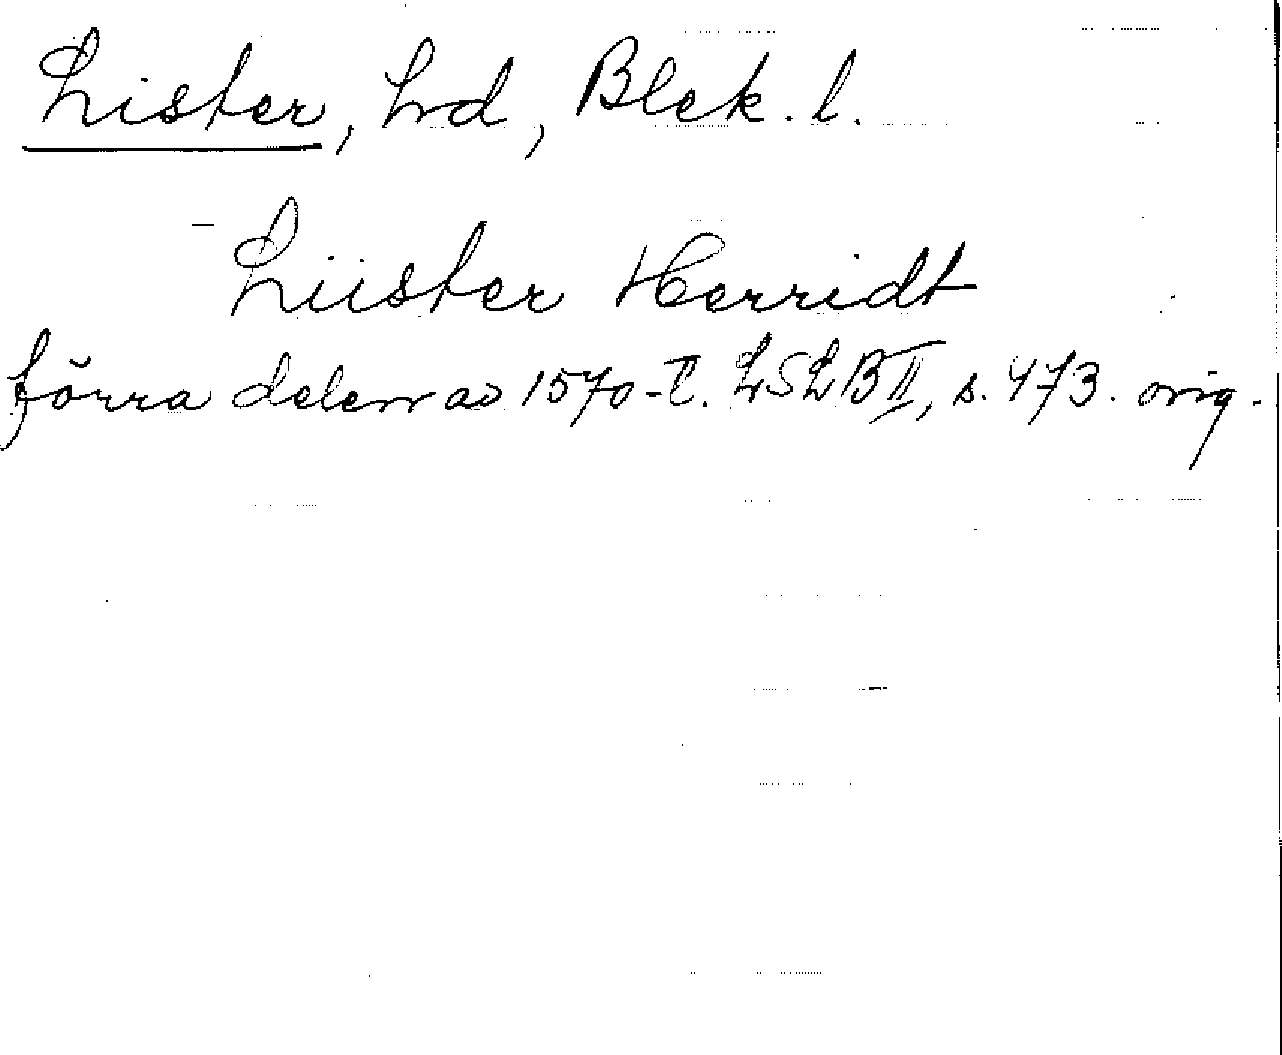 Lister, hd, Blek. l.
– Liister Herridt
förra delen av 1570-t. LSLB II, s. 473. orig.